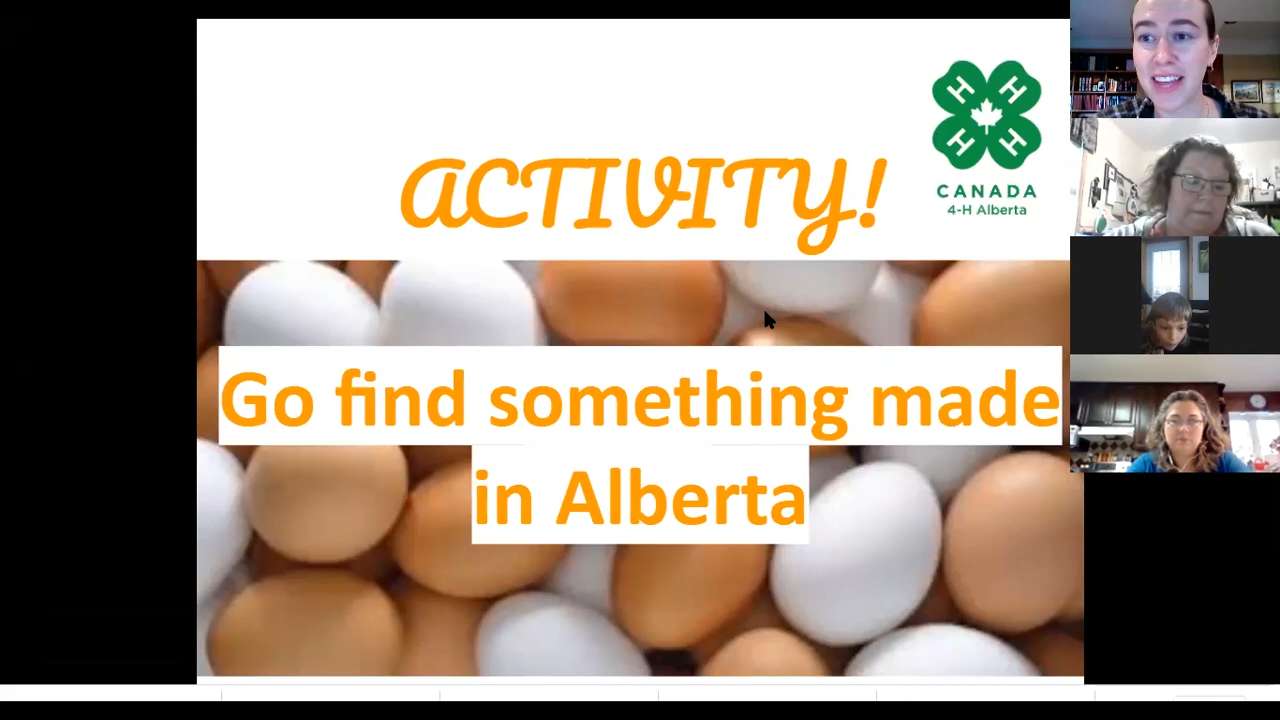 ACTIVITY!
H H
H H
CANADA
4-H Alberta
Go find something made
in Alberta